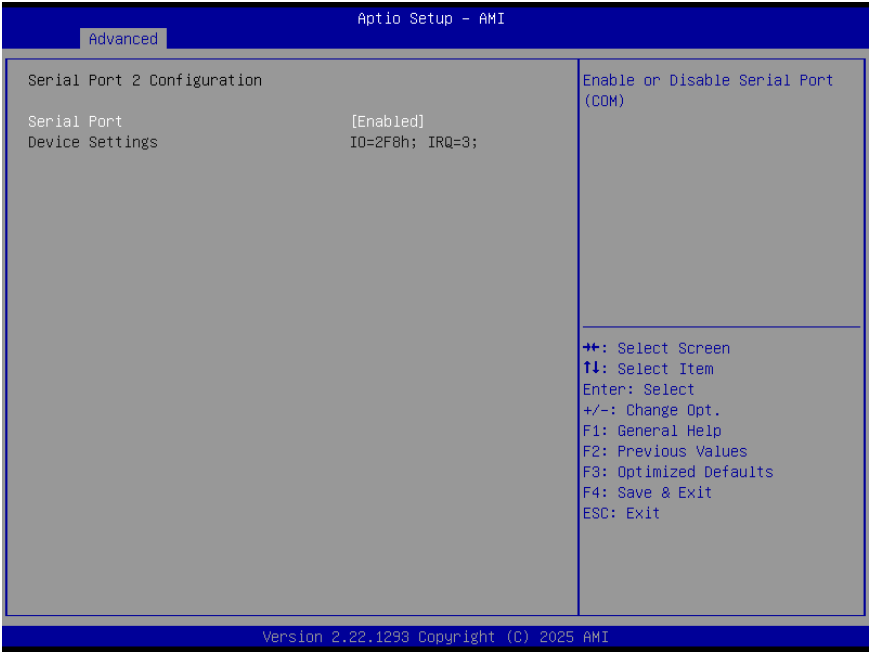 Aptio Setup – AMI
Advanced
Serial Port 2 Configuration
Serial Port [Enabled]
Device Settings IO=2F8h; IRQ=3;
Enable or Disable Serial Port
(COM)
→←: Select Screen
↑↓: Select Item
Enter: Select
+/-: Change Opt.
F1: General Help
F2: Previous Values
F3: Optimized Defaults
F4: Save & Exit
ESC: Exit
Version 2.22.1293 Copyright (C) 2025 AMI